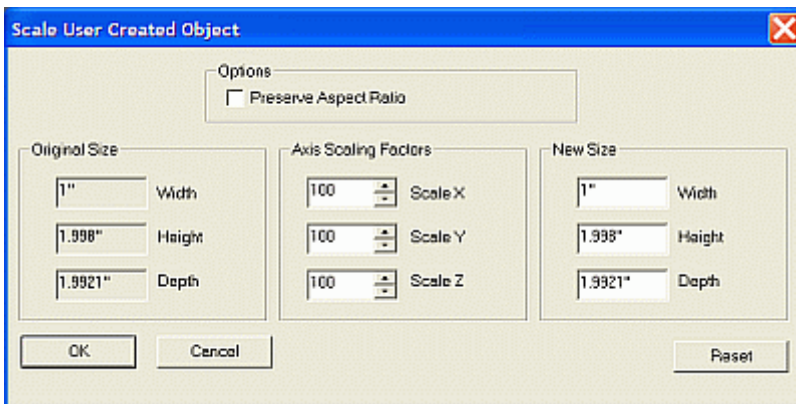 Scale User Created Object
Options
Preserve Aspect Ratio
Original Size
Axis Scaling Factors
New Size
1" Width
100 Scale X
1" Width
1.998" Height
100 Scale Y
1.998" Height
1.9921" Depth
100 Scale Z
1.9921" Depth
OK
Cancel
Reset